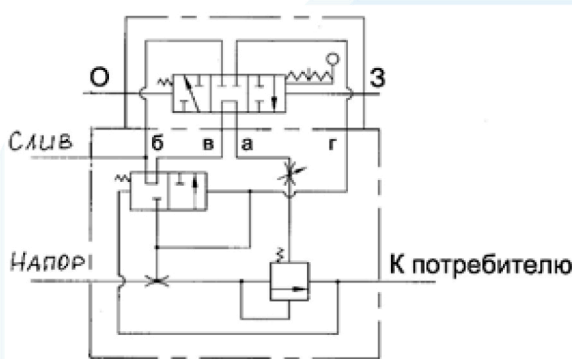 О З
СЛИВ б в а г
НАПОР К потребителю